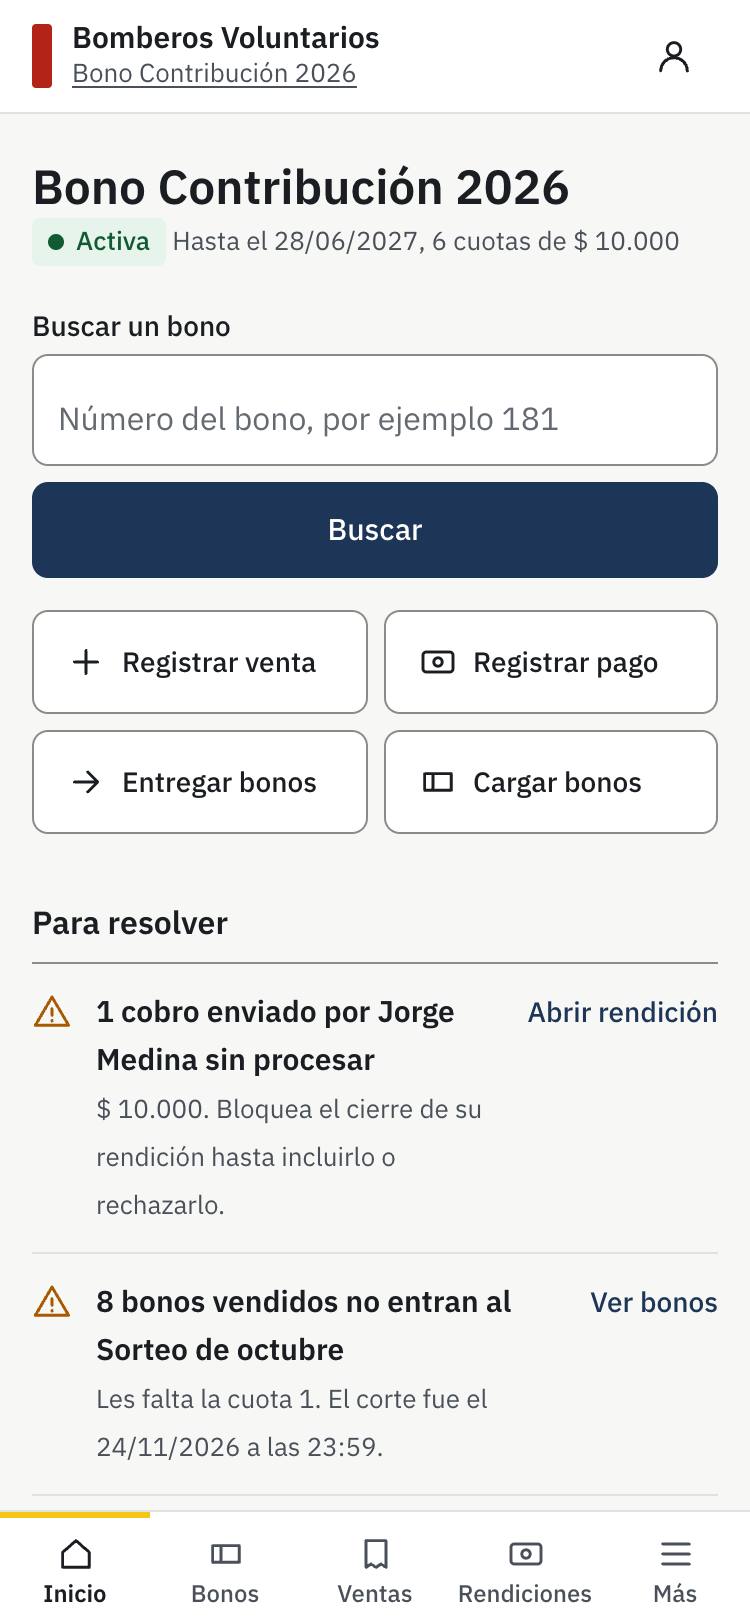 Bomberos Voluntarios
Bono Contribución 2026
Bono Contribución 2026
Activa Hasta el 28/06/2027, 6 cuotas de $ 10.000
Buscar un bono
Número del bono, por ejemplo 181
Buscar
Registrar venta
Registrar pago
Entregar bonos
Cargar bonos
Para resolver
1 cobro enviado por Jorge Abrir rendición
Medina sin procesar
$ 10.000. Bloquea el cierre de su
rendición hasta incluirlo o
rechazarlo.
8 bonos vendidos no entran al Ver bonos
Sorteo de octubre
Les falta la cuota 1. El corte fue el
24/11/2026 a las 23:59.
Inicio Bonos Ventas Rendiciones Más